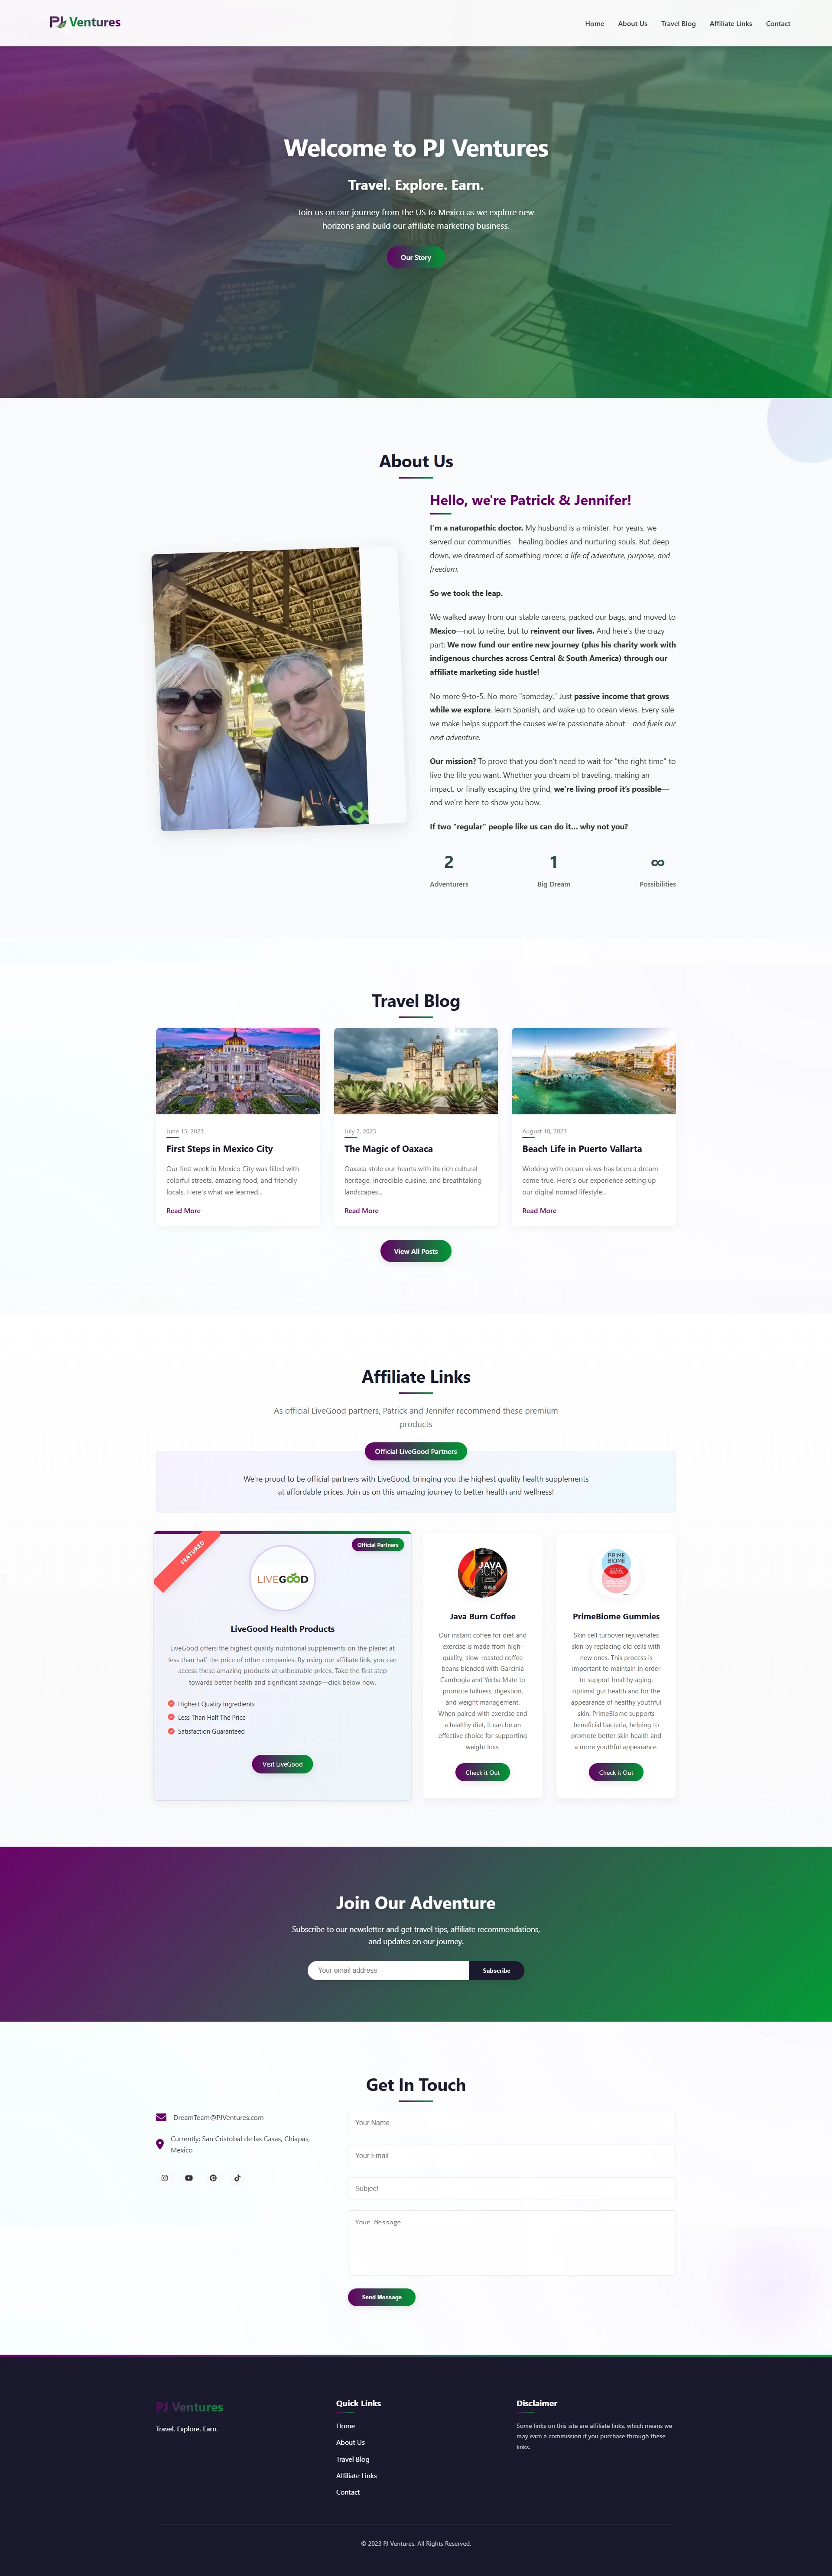 PJ Ventures
Home
About Us
Travel Blog
Affiliate Links
Contact
Welcome to PJ Ventures
Travel. Explore. Earn.
Join us on our journey from the US to Mexico as we explore new
horizons and build our affiliate marketing business.
Our Story
About Us
Hello, we're Patrick & Jennifer!
I'm a naturopathic doctor. My husband is a minister. For years, we
served our communities—healing bodies and nurturing souls. But deep
down, we dreamed of something more: a life of adventure, purpose, and
freedom.
So we took the leap.
We walked away from our stable careers, packed our bags, and moved to
Mexico—not to retire, but to reinvent our lives. And here's the crazy
part: We now fund our entire new journey (plus his charity work with
indigenous churches across Central & South America) through our
affiliate marketing side hustle!
No more 9-to-5. No more "someday." Just passive income that grows
while we explore, learn Spanish, and wake up to ocean views. Every sale
we make helps support the causes we're passionate about—and fuels our
next adventure.
Our mission? To prove that you don't need to wait for "the right time" to
live the life you want. Whether you dream of traveling, making an
impact, or finally escaping the grind, we're living proof it's possible—
and we're here to show you how.
If two "regular" people like us can do it... why not you?
2
Adventurers
1
Big Dream
∞
Possibilities
Travel Blog
June 15, 2023
First Steps in Mexico City
Our first week in Mexico City was filled with
colorful streets, amazing food, and friendly
locals. Here's what we learned...
Read More
July 2, 2023
The Magic of Oaxaca
Oaxaca stole our hearts with its rich cultural
heritage, incredible cuisine, and breathtaking
landscapes...
Read More
August 10, 2023
Beach Life in Puerto Vallarta
Working with ocean views has been a dream
come true. Here's our experience setting up
our digital nomad lifestyle...
Read More
View All Posts
Affiliate Links
As official LiveGood partners, Patrick and Jennifer recommend these premium
products
Official LiveGood Partners
We're proud to be official partners with LiveGood, bringing you the highest quality health supplements
at affordable prices. Join us on this amazing journey to better health and wellness!
FEATURED
Official Partners
LIVEGOOD
LiveGood Health Products
LiveGood offers the highest quality nutritional supplements on the planet at
less than half the price of other companies. By using our affiliate link, you can
access these amazing products at unbeatable prices. Take the first step
towards better health and significant savings—click below now.
Highest Quality Ingredients
Less Than Half The Price
Satisfaction Guaranteed
Visit LiveGood
JAVA
BURN
Java Burn Coffee
Our instant coffee for diet and
exercise is made from high-
quality, slow-roasted coffee
beans blended with Garcinia
Cambogia and Yerba Mate to
promote fullness, digestion,
and weight management.
When paired with exercise and
a healthy diet, it can be an
effective choice for supporting
weight loss.
Check it Out
PRIME
BIOME
PrimeBiome Gummies
Skin cell turnover rejuvenates
skin by replacing old cells with
new ones. This process is
important to maintain in order
to support healthy aging,
optimal gut health and for the
appearance of healthy youthful
skin. PrimeBiome supports
beneficial bacteria, helping to
promote better skin health and
a more youthful appearance.
Check it Out
Join Our Adventure
Subscribe to our newsletter and get travel tips, affiliate recommendations,
and updates on our journey.
Your email address
Subscribe
Get In Touch
DreamTeam@PJVentures.com
Currently: San Cristobal de las Casas, Chiapas,
Mexico
Your Name
Your Email
Subject
Your Message
Send Message
PJ Ventures
Travel. Explore. Earn.
Quick Links
Home
About Us
Travel Blog
Affiliate Links
Contact
Disclaimer
Some links on this site are affiliate links, which means we
may earn a commission if you purchase through these
links.
© 2023 PJ Ventures. All Rights Reserved.